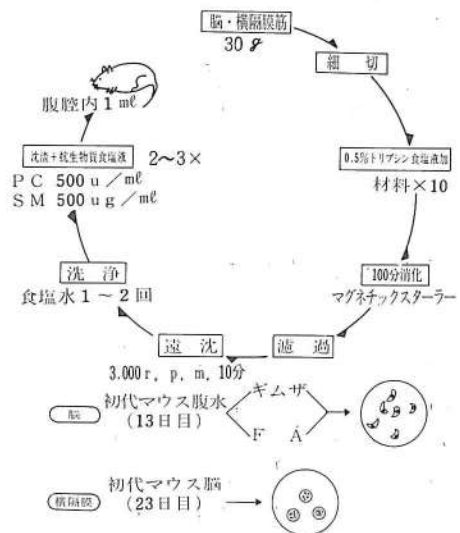 脳・横隔膜筋
30g
細切
0.5%トリプシン食塩液加
材料×10
100分消化
マグネチックスターラー
濾過
遠沈
3.000r, p, m, 10分
洗浄
食塩水1～2回
沈渣+抗生物質食塩液 2～3×
PC 500u/ml
SM 500ug/ml
腹腔内1ml
脳 初代マウス腹水
(13日目)
ギムザ
F A
横隔膜 初代マウス脳
(23日目)